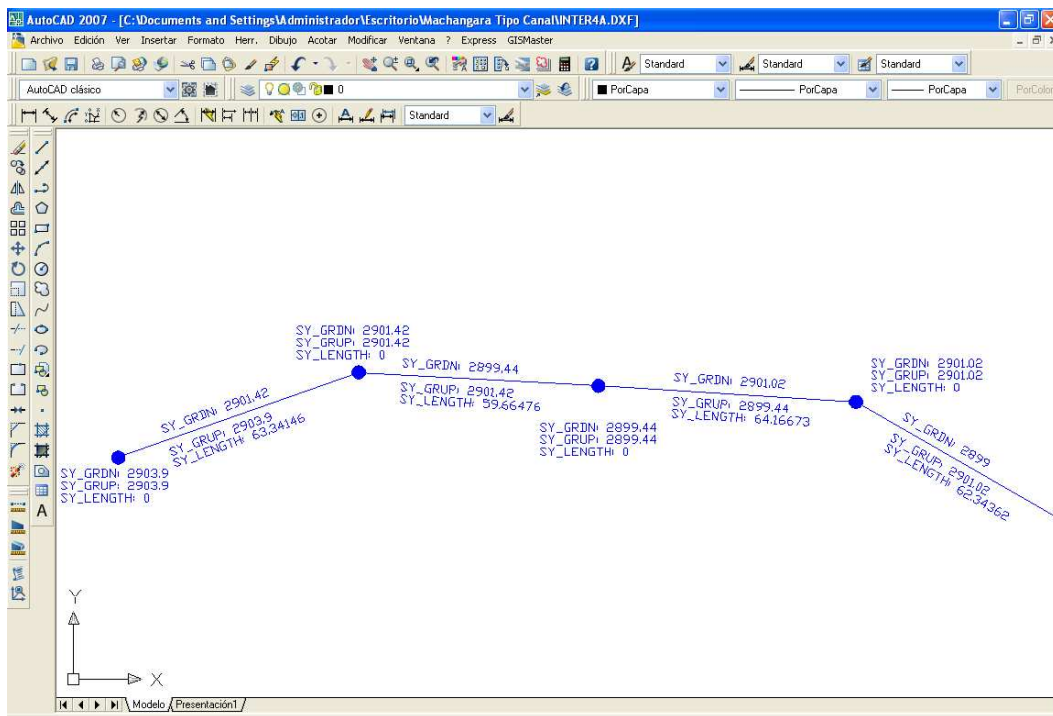 AutoCAD 2007 - [C:\Documents and Settings\Administrador\Escritorio\Machangara Tipo Canal\INTER4A.DXF]
Archivo Edición Ver Insertar Formato Herr. Dibujo Acotar Modificar Ventana ? Express GISMaster
Standard Standard Standard
AutoCAD clásico 0 PorCapa PorCapa PorCapa PorColor
Standard
A
SY_GRDN: 2901.42
SY_GRUP: 2901.42
SY_LENGTH: 0
SY_GRDN: 2899.44
SY_GRUP: 2901.42
SY_LENGTH: 59.66476
SY_GRDN: 2901.02
SY_GRUP: 2899.44
SY_LENGTH: 64.16673
SY_GRDN: 2901.02
SY_GRUP: 2901.02
SY_LENGTH: 0
SY_GRDN: 2901.42
SY_GRUP: 2903.9
SY_LENGTH: 63.34146
SY_GRDN: 2899.44
SY_GRUP: 2899.44
SY_LENGTH: 0
SY_GRDN: 2899
SY_GRUP: 2901.02
SY_LENGTH: 62.34362
SY_GRDN: 2903.9
SY_GRUP: 2903.9
SY_LENGTH: 0
Y
X
Modelo Presentación1